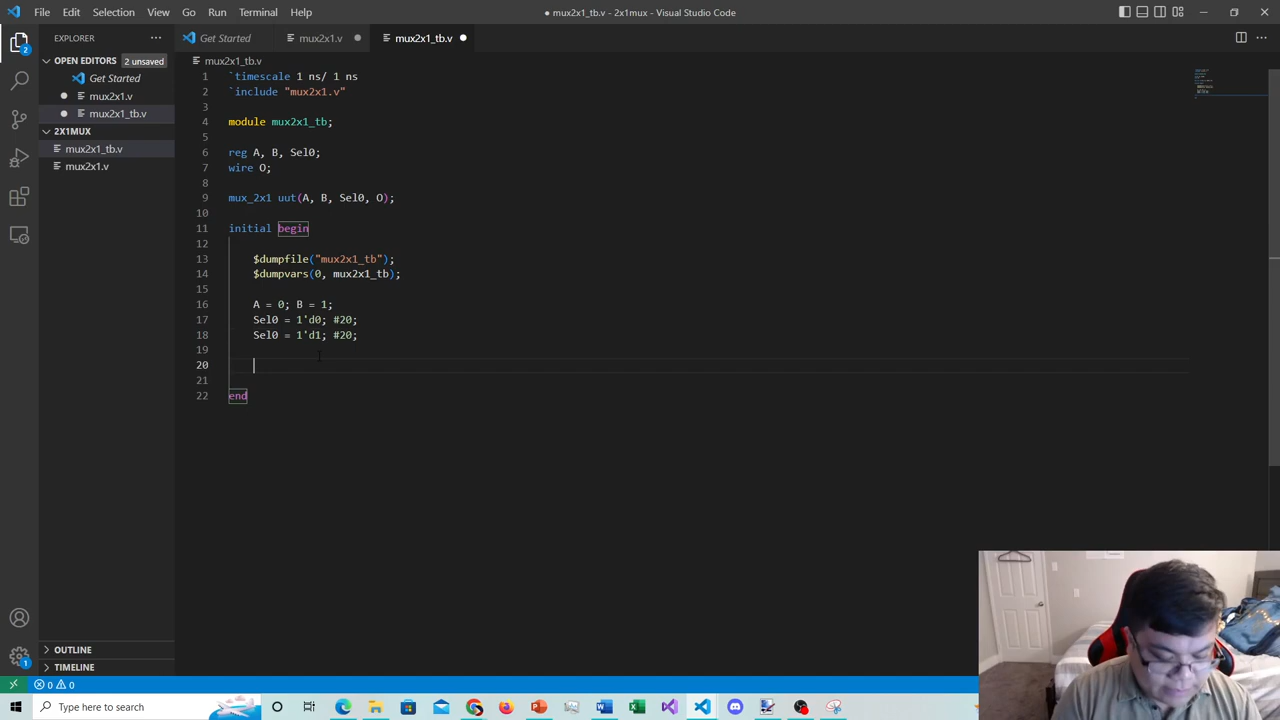 File Edit Selection View Go Run Terminal Help
● mux2x1_tb.v - 2x1mux - Visual Studio Code
EXPLORER
Get Started
mux2x1.v
mux2x1_tb.v
OPEN EDITORS 2 unsaved
mux2x1_tb.v
Get Started
mux2x1.v
mux2x1_tb.v
2X1MUX
mux2x1_tb.v
mux2x1.v
1 `timescale 1 ns/ 1 ns
2 `include "mux2x1.v"
3
4 module mux2x1_tb;
5
6 reg A, B, Sel0;
7 wire O;
8
9 mux_2x1 uut(A, B, Sel0, O);
10
11 initial begin
12
13 $dumpfile("mux2x1_tb");
14 $dumpvars(0, mux2x1_tb);
15
16 A = 0; B = 1;
17 Sel0 = 1'd0; #20;
18 Sel0 = 1'd1; #20;
19
20
21
22 end
OUTLINE
TIMELINE
0 0
2
1
Type here to search